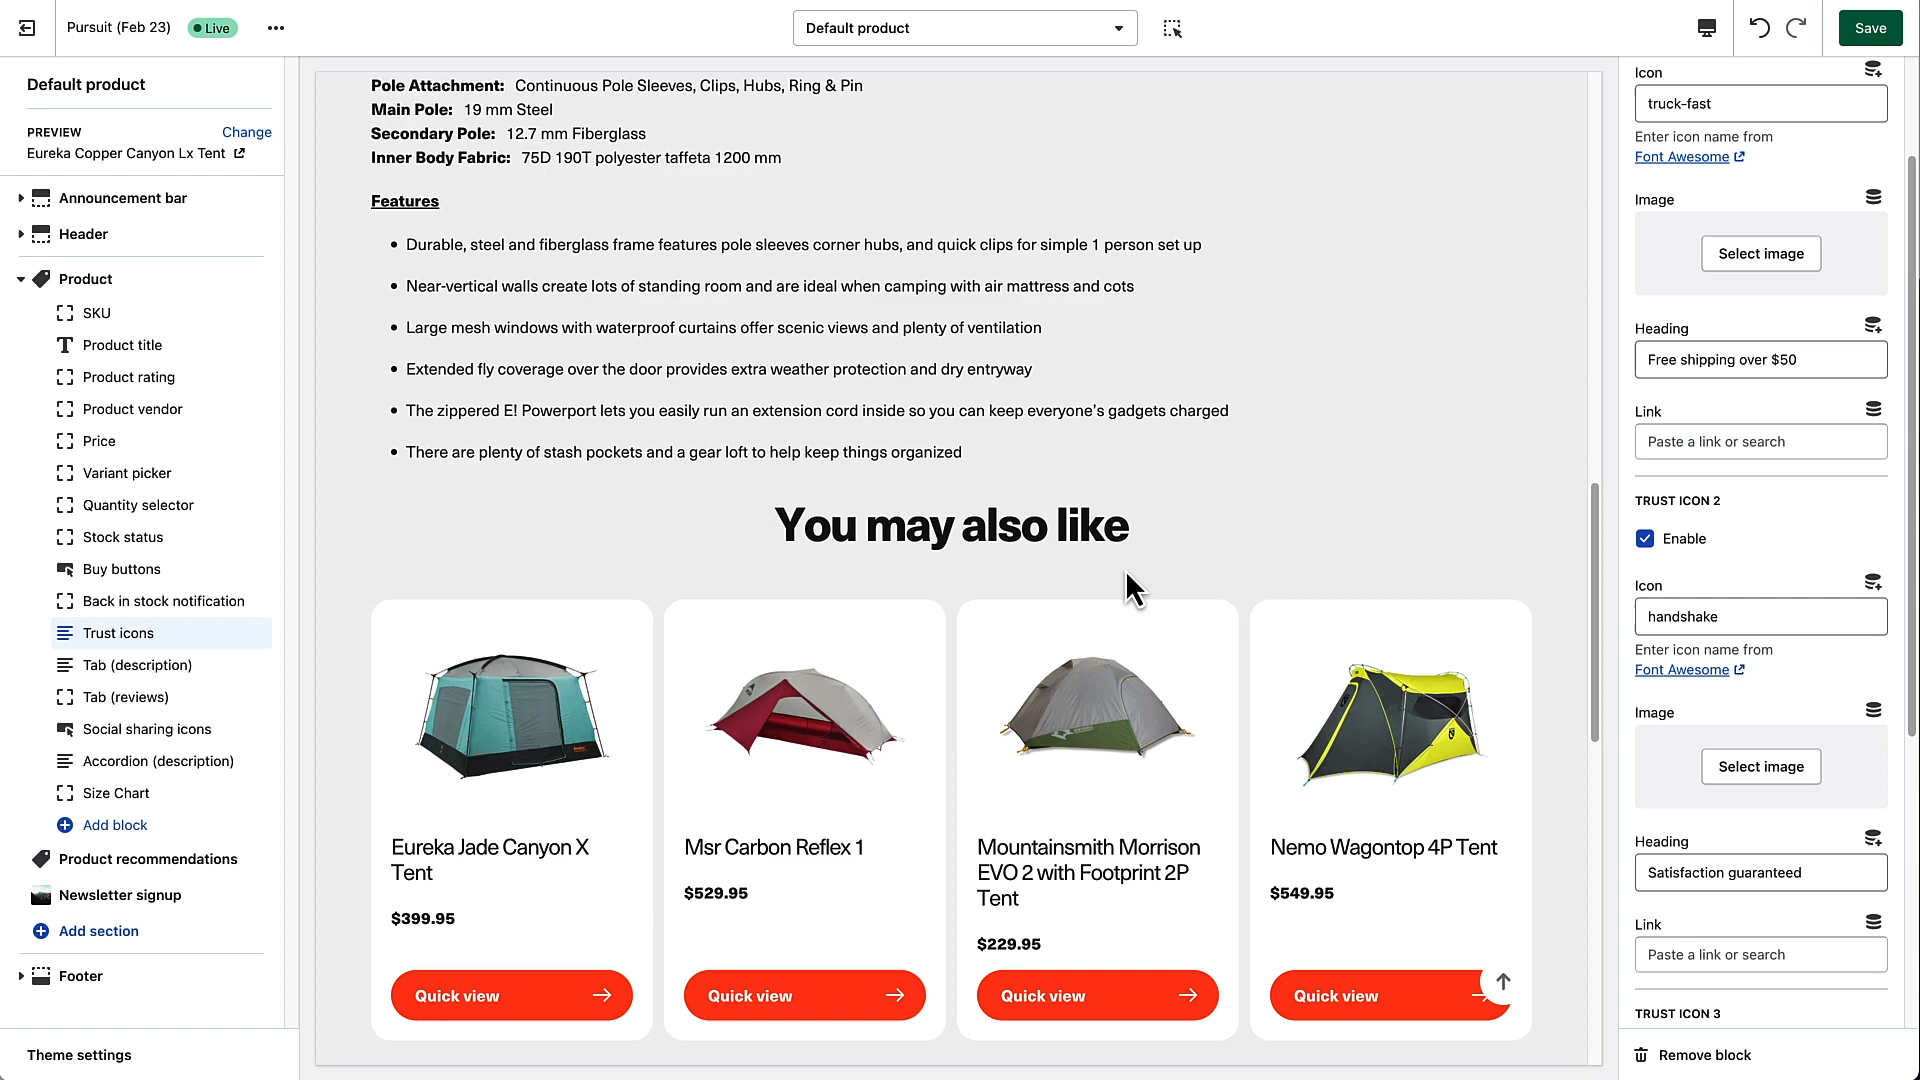 Pursuit (Feb 23)
Live
Default product
Save
Default product
PREVIEW
Change
Eureka Copper Canyon Lx Tent
Announcement bar
Header
Product
SKU
Product title
Product rating
Product vendor
Price
Variant picker
Quantity selector
Stock status
Buy buttons
Back in stock notification
Trust icons
Tab (description)
Tab (reviews)
Social sharing icons
Accordion (description)
Size Chart
Add block
Product recommendations
Newsletter signup
Add section
Footer
Theme settings
Pole Attachment: Continuous Pole Sleeves, Clips, Hubs, Ring & Pin
Main Pole: 19 mm Steel
Secondary Pole: 12.7 mm Fiberglass
Inner Body Fabric: 75D 190T polyester taffeta 1200 mm
Features
• Durable, steel and fiberglass frame features pole sleeves corner hubs, and quick clips for simple 1 person set up
• Near-vertical walls create lots of standing room and are ideal when camping with air mattress and cots
• Large mesh windows with waterproof curtains offer scenic views and plenty of ventilation
• Extended fly coverage over the door provides extra weather protection and dry entryway
• The zippered E! Powerport lets you easily run an extension cord inside so you can keep everyone's gadgets charged
• There are plenty of stash pockets and a gear loft to help keep things organized
You may also like
Eureka Jade Canyon X
Tent
$399.95
Quick view
Msr Carbon Reflex 1
$529.95
Quick view
Mountainsmith Morrison
EVO 2 with Footprint 2P
Tent
$229.95
Quick view
Nemo Wagontop 4P Tent
$549.95
Quick view
Icon
truck-fast
Enter icon name from
Font Awesome
Image
Select image
Heading
Free shipping over $50
Link
Paste a link or search
TRUST ICON 2
Enable
Icon
handshake
Enter icon name from
Font Awesome
Image
Select image
Heading
Satisfaction guaranteed
Link
Paste a link or search
TRUST ICON 3
Remove block